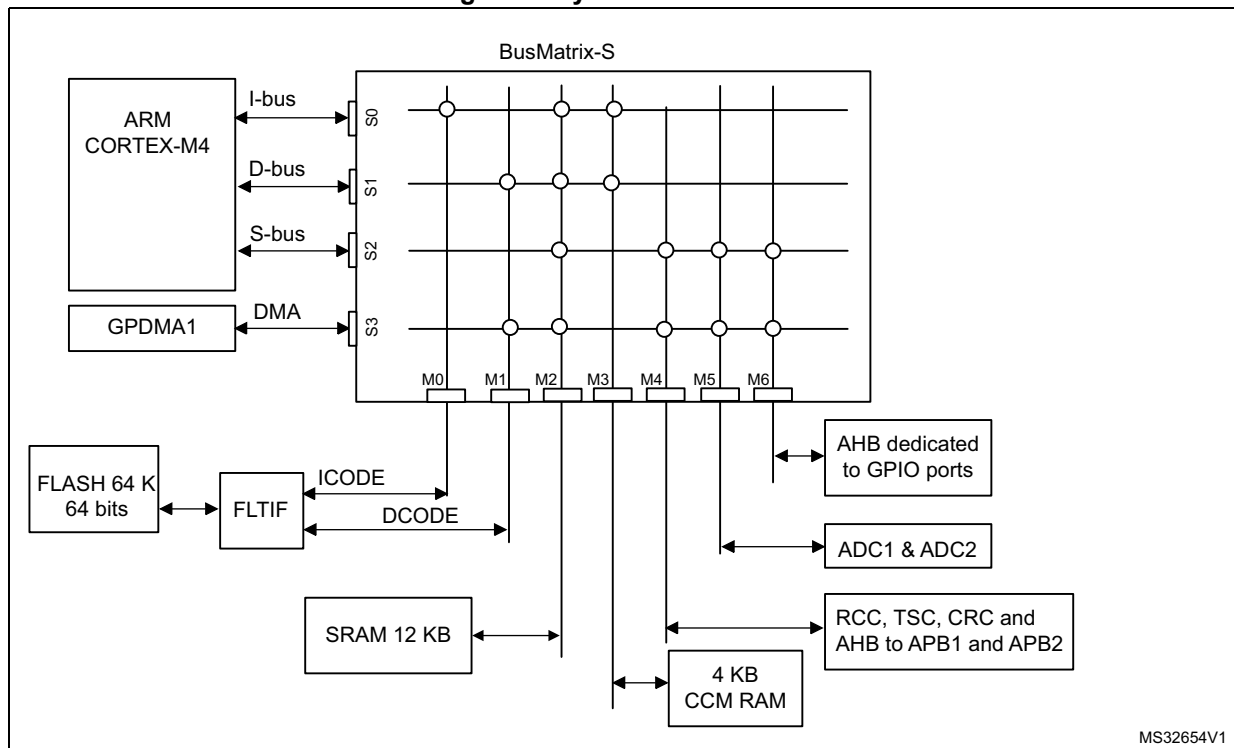 BusMatrix-S
ARM
CORTEX-M4
I-bus
D-bus
S-bus
GPDMA1
DMA
S0
S1
S2
S3
M0
M1
M2
M3
M4
M5
M6
FLASH 64 K
64 bits
FLTIF
ICODE
DCODE
AHB dedicated
to GPIO ports
ADC1 & ADC2
SRAM 12 KB
RCC, TSC, CRC and
AHB to APB1 and APB2
4 KB
CCM RAM
MS32654V1